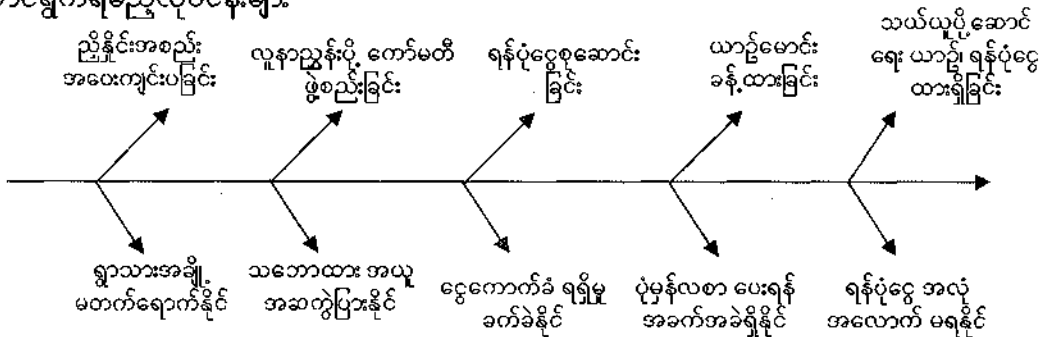 ညှိနှိုင်းအစည်း
အဝေးကျင်းပခြင်း
လူနာညွှန်းပို့ ကော်မတီ
ဖွဲ့စည်းခြင်း
ရန်ပုံငွေစုဆောင်း
ခြင်း
ယာဉ်မောင်း
ခန့်ထားခြင်း
သယ်ယူပို့ဆောင်
ရေး ယာဉ်၊ ရန်ပုံငွေ
ထားရှိခြင်း
ရွာသားအချို့
မတက်ရောက်နိုင်
သဘောထား အယူ
အဆကွဲပြားနိုင်
ငွေကောက်ခံ ရရှိမှု
ခက်ခဲနိုင်
ပုံမှန်လစာ ပေးရန်
အခက်အခဲရှိနိုင်
ရန်ပုံငွေ အလုံ
အလောက် မရနိုင်